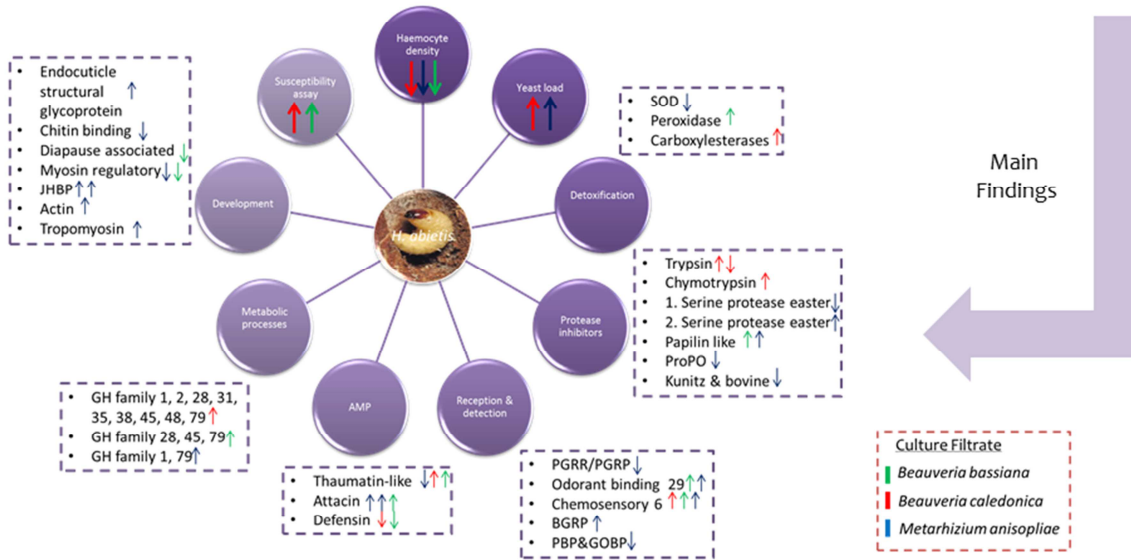 Haemocyte
density
Susceptibility
assay
Yeast load
Development
Detoxification
H. abietis
Metabolic
processes
Protease
inhibitors
AMP
Reception &
detection
• Endocuticle
structural ↑
glycoprotein
• Chitin binding ↓
• Diapause associated ↓
• Myosin regulatory ↓↓
• JHBP ↑↑
• Actin ↑
• Tropomyosin ↑
• SOD ↓
• Peroxidase ↑
• Carboxylesterases ↑
Main
Findings
• Trypsin ↑↓
• Chymotrypsin ↑
• 1. Serine protease easter ↓
• 2. Serine protease easter ↑
• Papilin like ↑↑
• ProPO ↓
• Kunitz & bovine ↓
• GH family 1, 2, 28, 31,
35, 38, 45, 48, 79 ↑
• GH family 28, 45, 79 ↑
• GH family 1, 79 ↑
• Thaumatin-like ↓↑↑
• Attacin ↑↑↑
• Defensin ↓↓
• PGRR/PGRP ↓
• Odorant binding 29 ↑↑
• Chemosensory 6 ↑↑↑
• BGRP ↑
• PBP&GOBP ↓
Culture Filtrate
Beauveria bassiana
Beauveria caledonica
Metarhizium anisopliae